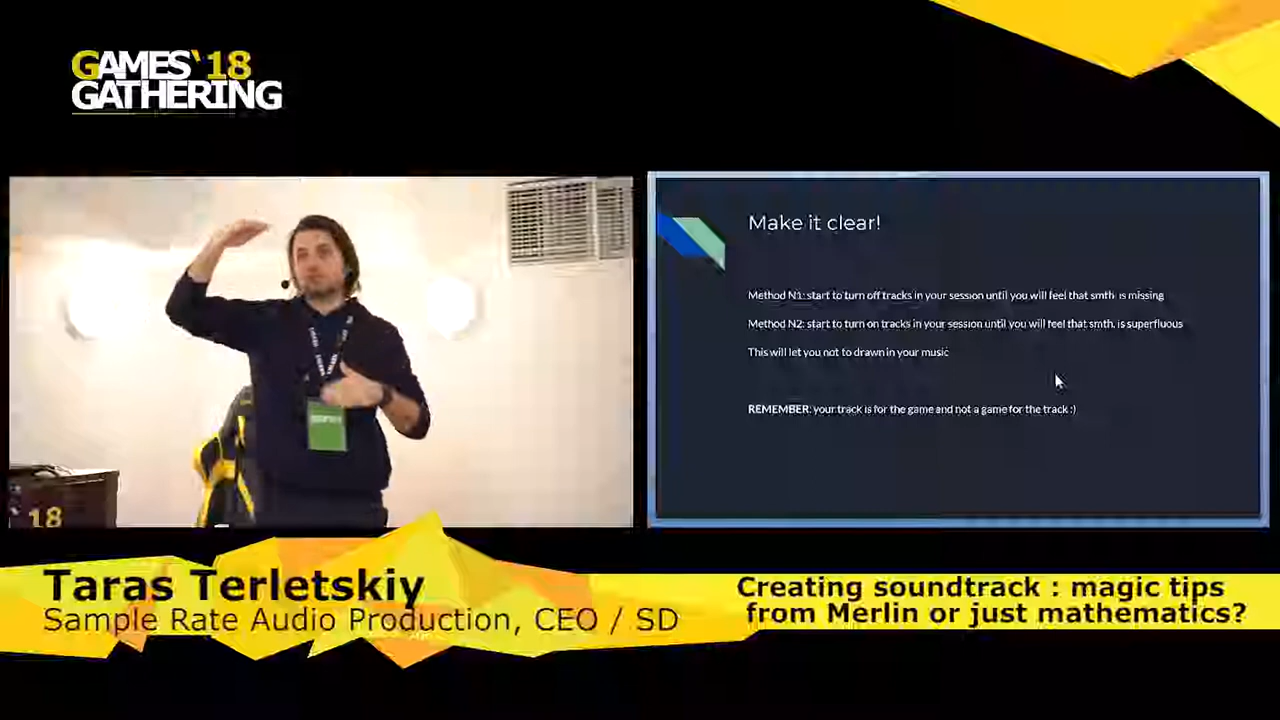 GAMES'18
GATHERING
Make it clear!
Method N1: start to turn off tracks in your session until you will feel that smth. is missing
Method N2: start to turn on tracks in your session until you will feel that smth. is superfluous
This will let you not to drawn in your music
REMEMBER: your track is for the game and not a game for the track :)
18
Taras Terletskiy
Sample Rate Audio Production, CEO / SD
Creating soundtrack : magic tips
from Merlin or just mathematics?